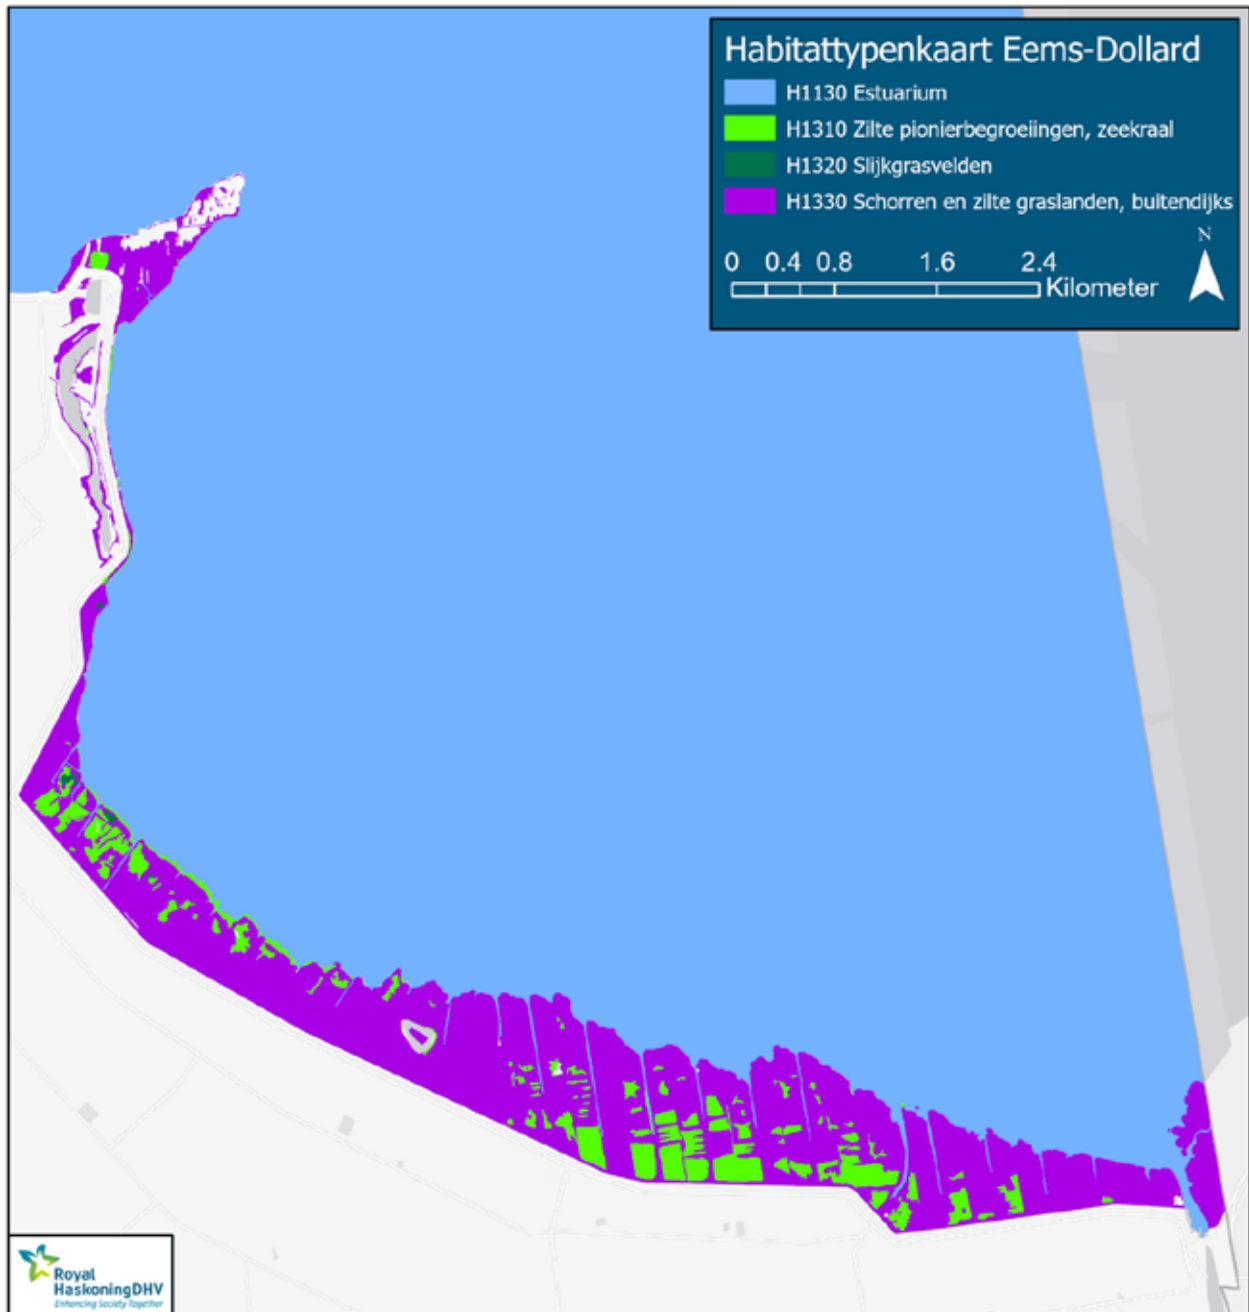 Habitattypenkaart Eems-Dollard
H1130 Estuarium
H1310 Zilte pionierbegroeiingen, zeekraal
H1320 Slijkgrasvelden
H1330 Schorren en zilte graslanden, buitendijks
N
0 0.4 0.8 1.6 2.4
Kilometer
Royal
HaskoningDHV
Enhancing Society Together